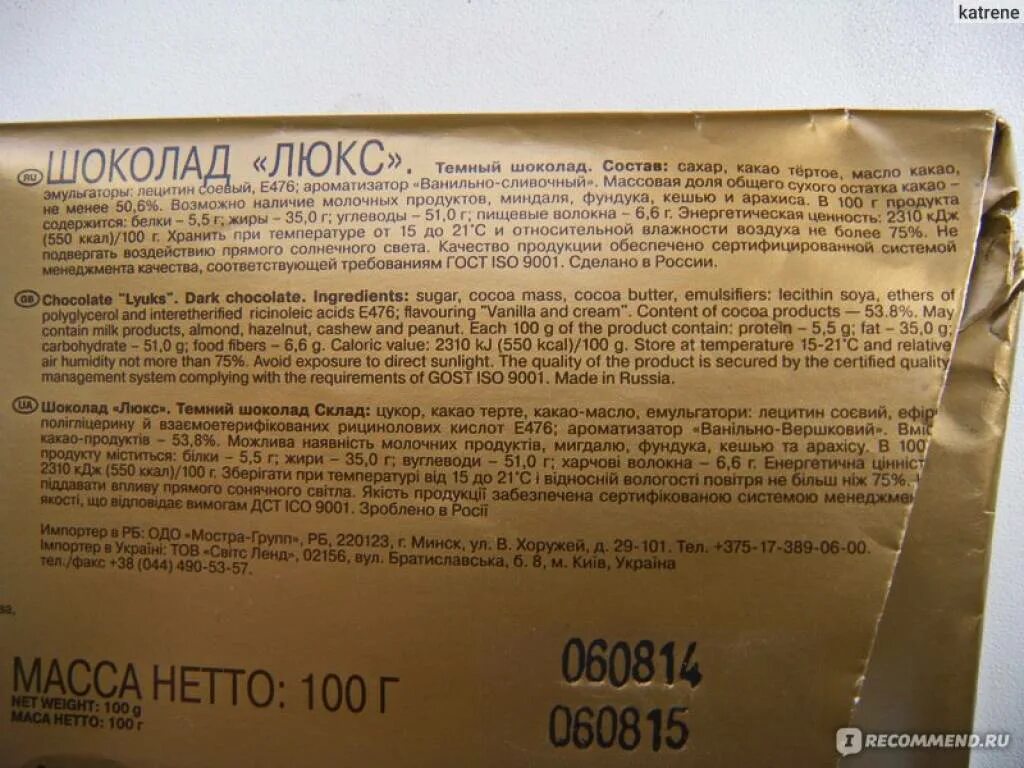 katrene
RU ШОКОЛАД «ЛЮКС». Темный шоколад. Состав: сахар, какао тёртое, масло какао,
эмульгаторы: лецитин соевый, Е476; ароматизатор «Ванильно-сливочный». Массовая доля общего сухого остатка какао –
не менее 50,6%. Возможно наличие молочных продуктов, миндаля, фундука, кешью и арахиса. В 100 г продукта
содержится: белки – 5,5 г; жиры – 35,0 г; углеводы – 51,0 г; пищевые волокна – 6,6 г. Энергетическая ценность: 2310 кДж
(550 ккал)/100 г. Хранить при температуре от 15 до 21°С и относительной влажности воздуха не более 75%. Не
подвергать воздействию прямого солнечного света. Качество продукции обеспечено сертифицированной системой
менеджмента качества, соответствующей требованиям ГОСТ ISO 9001. Сделано в России.
GB Chocolate "Lyuks". Dark chocolate. Ingredients: sugar, cocoa mass, cocoa butter, emulsifiers: lecithin soya, ethers of
polyglycerol and interetherified ricinoleic acids E476; flavouring "Vanilla and cream". Content of cocoa products — 53.8%. May
contain milk products, almond, hazelnut, cashew and peanut. Each 100 g of the product contain: protein – 5,5 g; fat – 35,0 g;
carbohydrate – 51,0 g; food fibers – 6,6 g. Caloric value: 2310 kJ (550 kcal)/100 g. Store at temperature 15-21°C and relative
air humidity not more than 75%. Avoid exposure to direct sunlight. The quality of the product is secured by the certified quality
management system complying with the requirements of GOST ISO 9001. Made in Russia.
UA Шоколад «Люкс». Темний шоколад Склад: цукор, какао терте, какао-масло, емульгатори: лецитин соєвий, ефір
полігліцерину й взаємоетерифікованих рицинолових кислот Е476; ароматизатор «Ванильно-Вершковий». Вміс
какао-продуктів – 53,8%. Можлива наявність молочних продуктів, мигдалю, фундука, кешью та арахісу. В 100
продукту міститься: білки – 5,5 г; жири – 35,0 г; вуглеводи – 51,0 г; харчові волокна – 6,6 г. Енергетична цінніст
2310 кДж (550 ккал)/100 г. Зберігати при температурі від 15 до 21°С і відносній вологості повітря не більш ніж 75%.
піддавати впливу прямого сонячного світла. Якість продукції забезпечена сертифікованою системою менеджмен
якості, що відповідає вимогам ДСТ ІСО 9001. Зроблено в Росії
Импортер в РБ: ОДО «Мостра-Групп», РБ, 220123, г. Минск, ул. В. Хоружей, д. 29-101. Тел. +375-17-389-06-00.
Імпортер в Україні: ТОВ «Світс Ленд», 02156, вул. Братиславська, б. 8, м. Київ, Україна
тел./факс +38 (044) 490-53-57.
ва,
МАССА НЕТТО: 100 Г
NET WEIGHT: 100 g
МАСА НЕТТО: 100 г
060814
060815
I RECOMMEND.RU